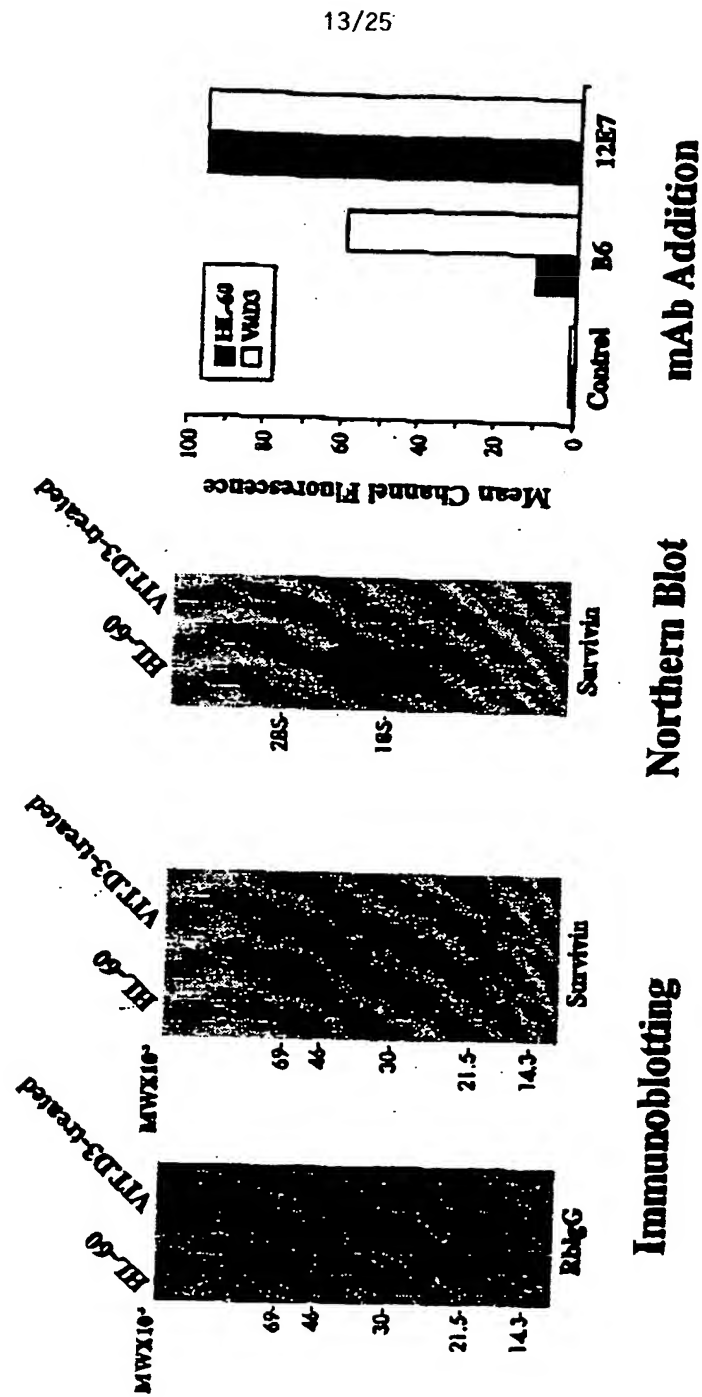 13/25
HL-60
VIT.D3-treated
MWX10-³
69-
46-
30-
21.5-
14.3-
RbIgG
HL-60
VIT.D3-treated
MWX10-³
69-
46-
30-
21.5-
14.3-
Survivin
Immunoblotting
HL-60
VIT.D3-treated
28S-
18S-
Survivin
Northern Blot
Mean Channel Fluorescence
100
80
60
40
20
0
HL-60
VitD3
Control
B6
12E7
mAb Addition